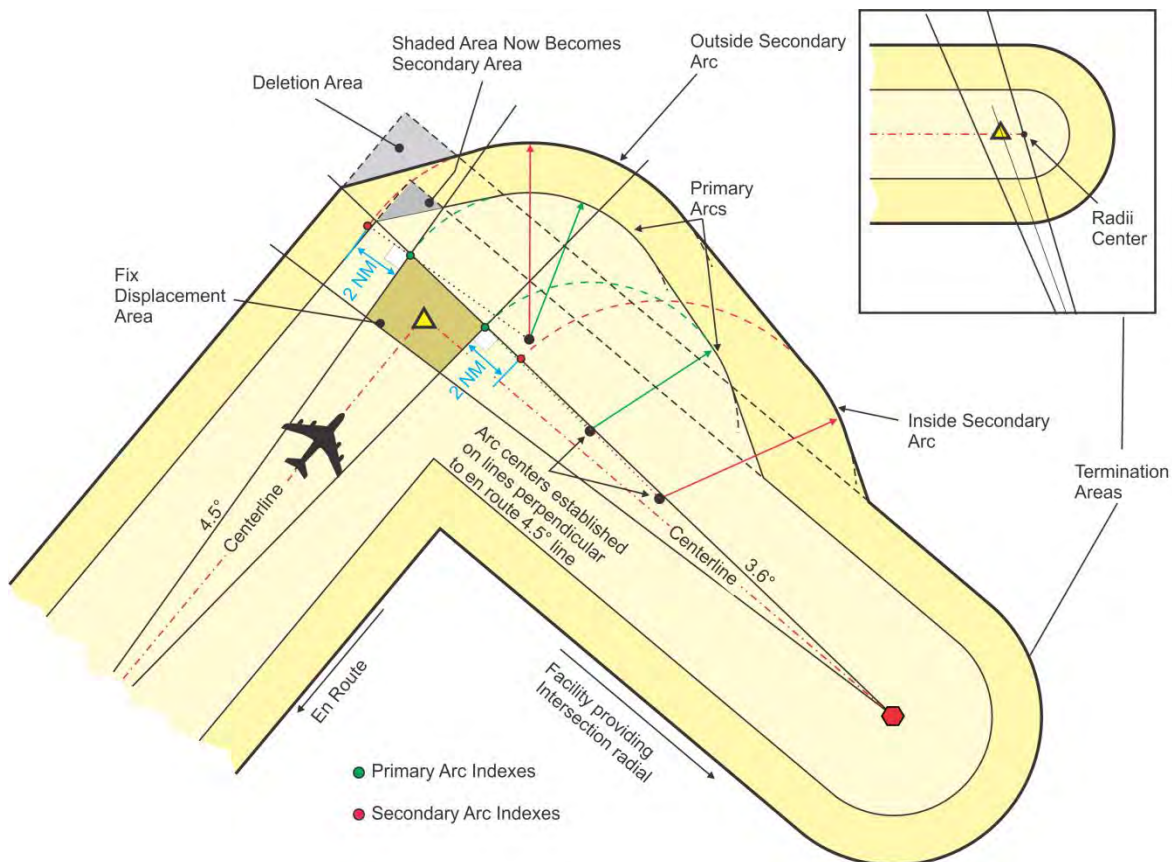 Shaded Area Now Becomes
Secondary Area
Deletion Area
Outside Secondary
Arc
Primary
Arcs
Radii
Center
Fix
Displacement
Area
2 NM
2 NM
Inside Secondary
Arc
Termination
Areas
Arc centers established
on lines perpendicular
to en route 4.5° line
4.5°
Centerline
Centerline
3.6°
En Route
Facility providing
Intersection radial
Primary Arc Indexes
Secondary Arc Indexes